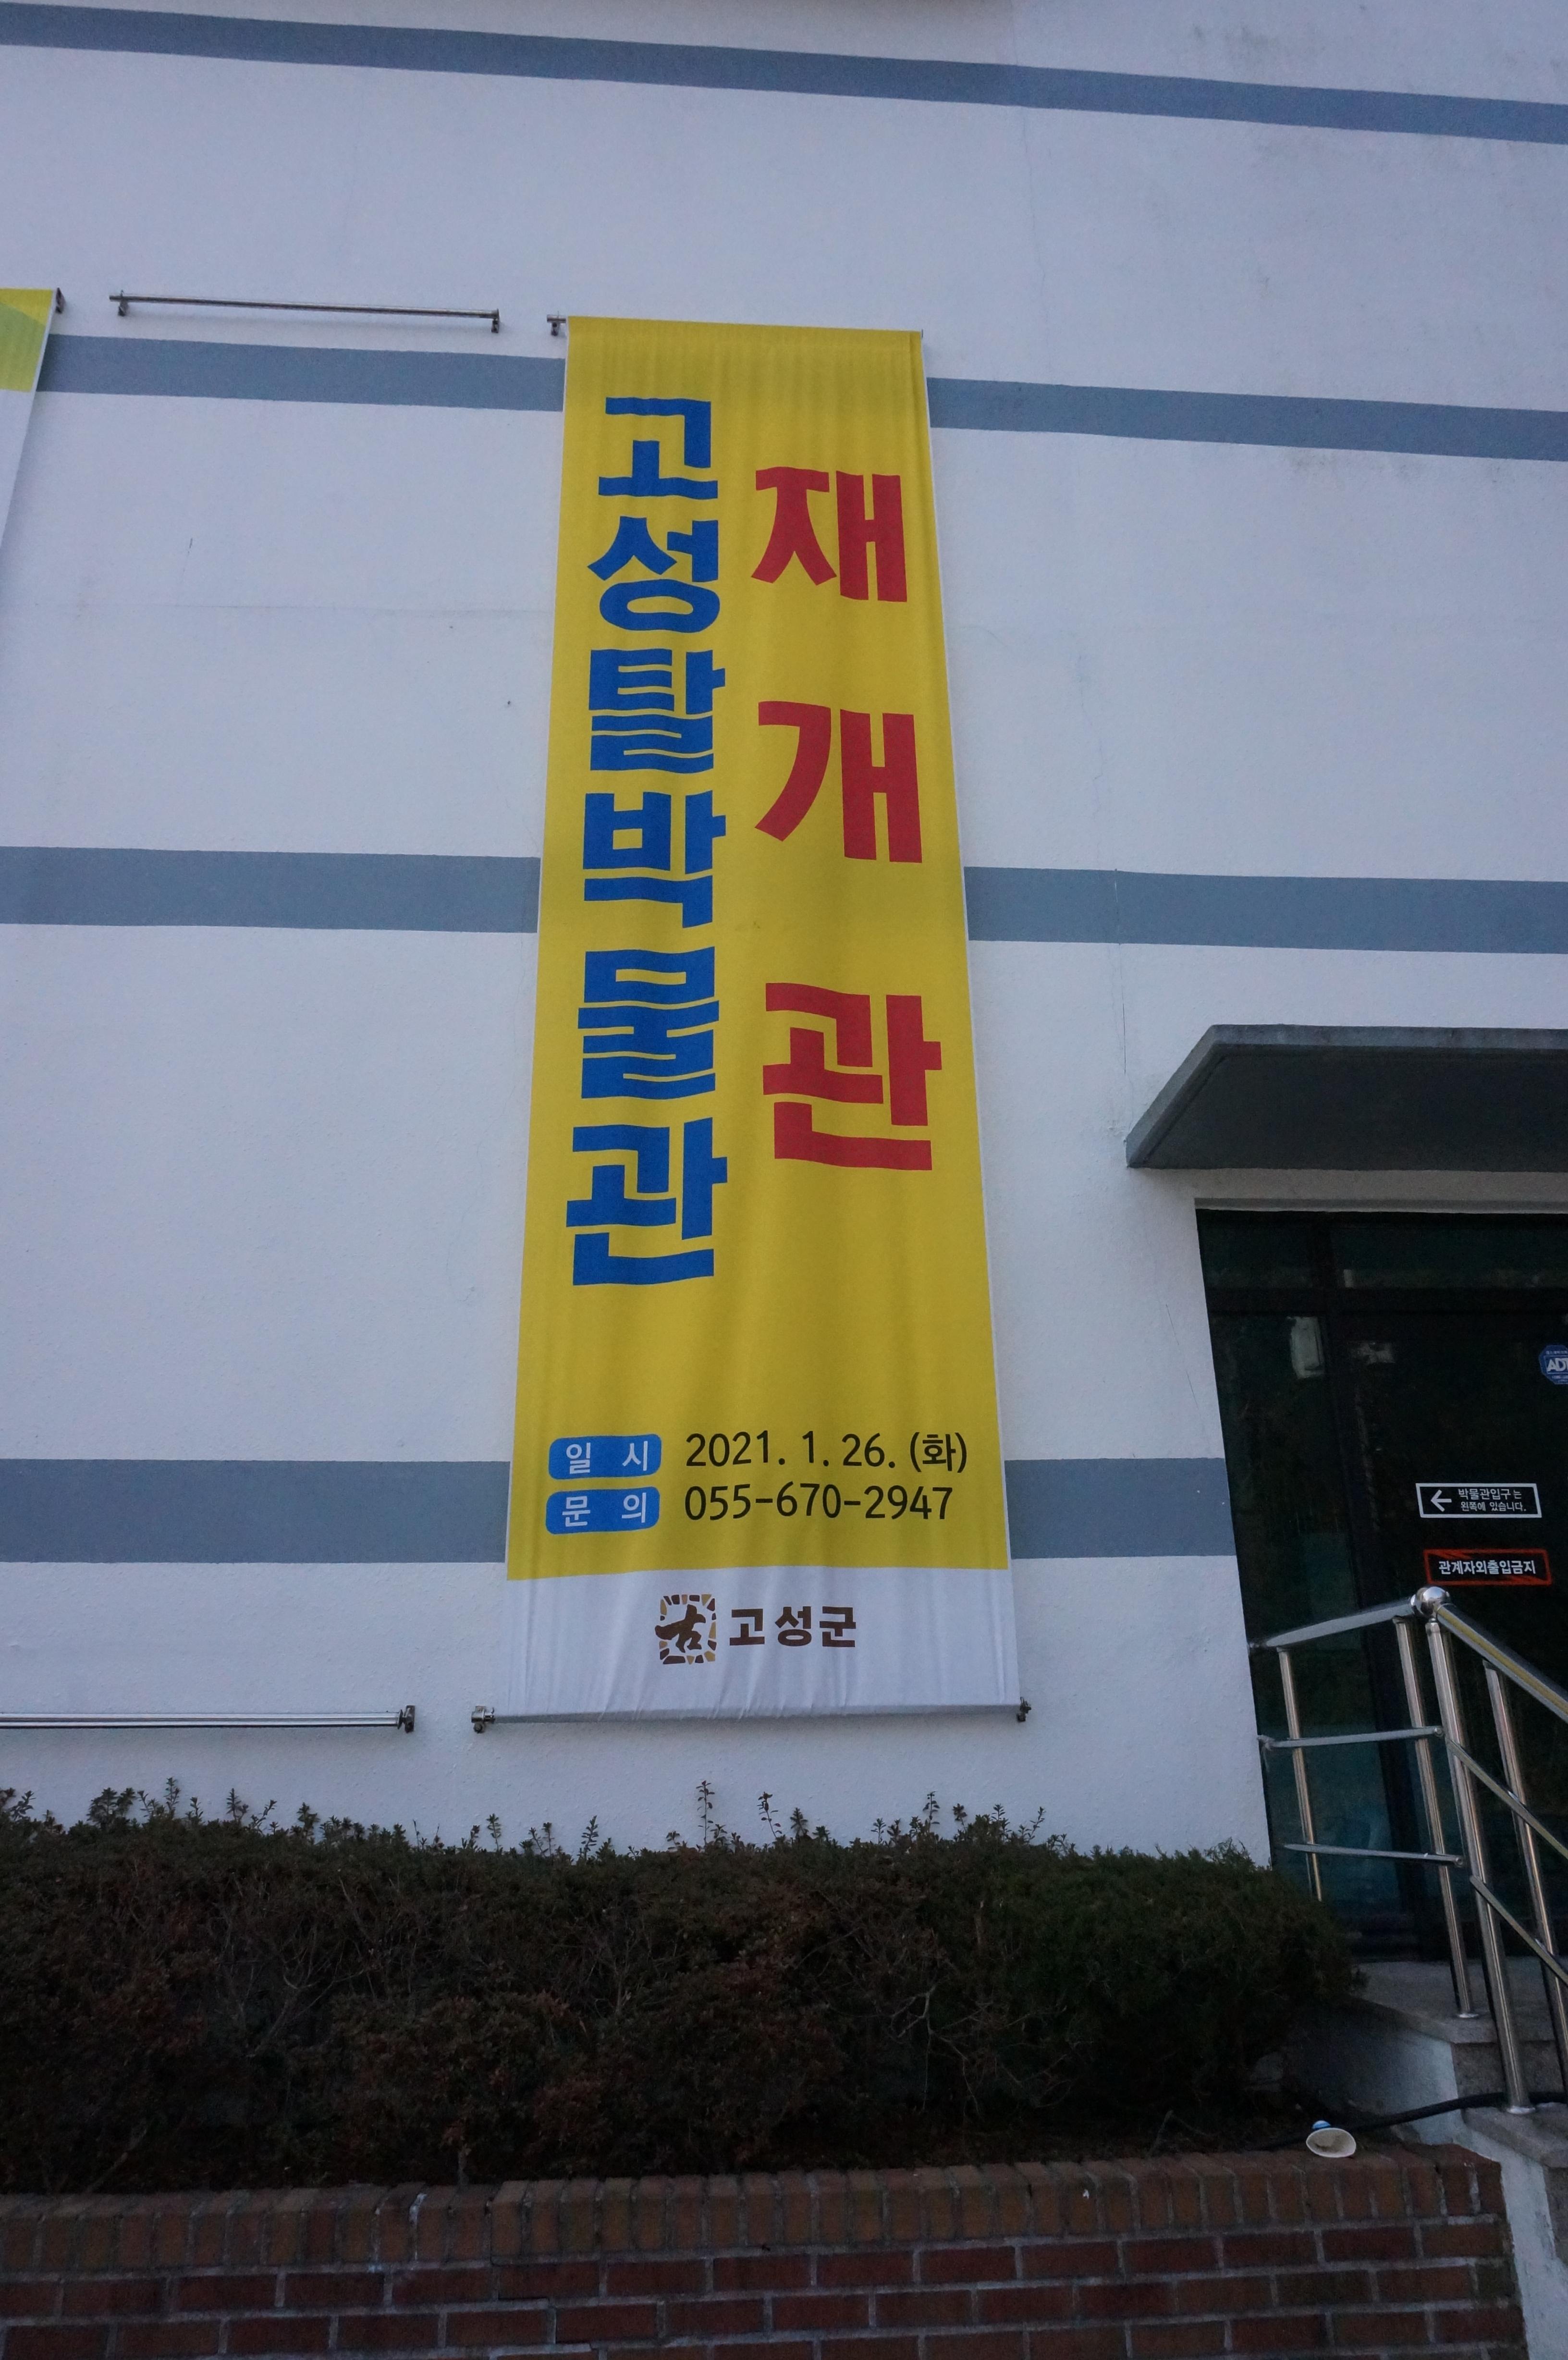 고성탈박물관
재개관
일 시 2021. 1. 26. (화)
문 의 055-670-2947
古 고성군
ADT
← 박물관입구는
왼쪽에 있습니다.
관계자외출입금지